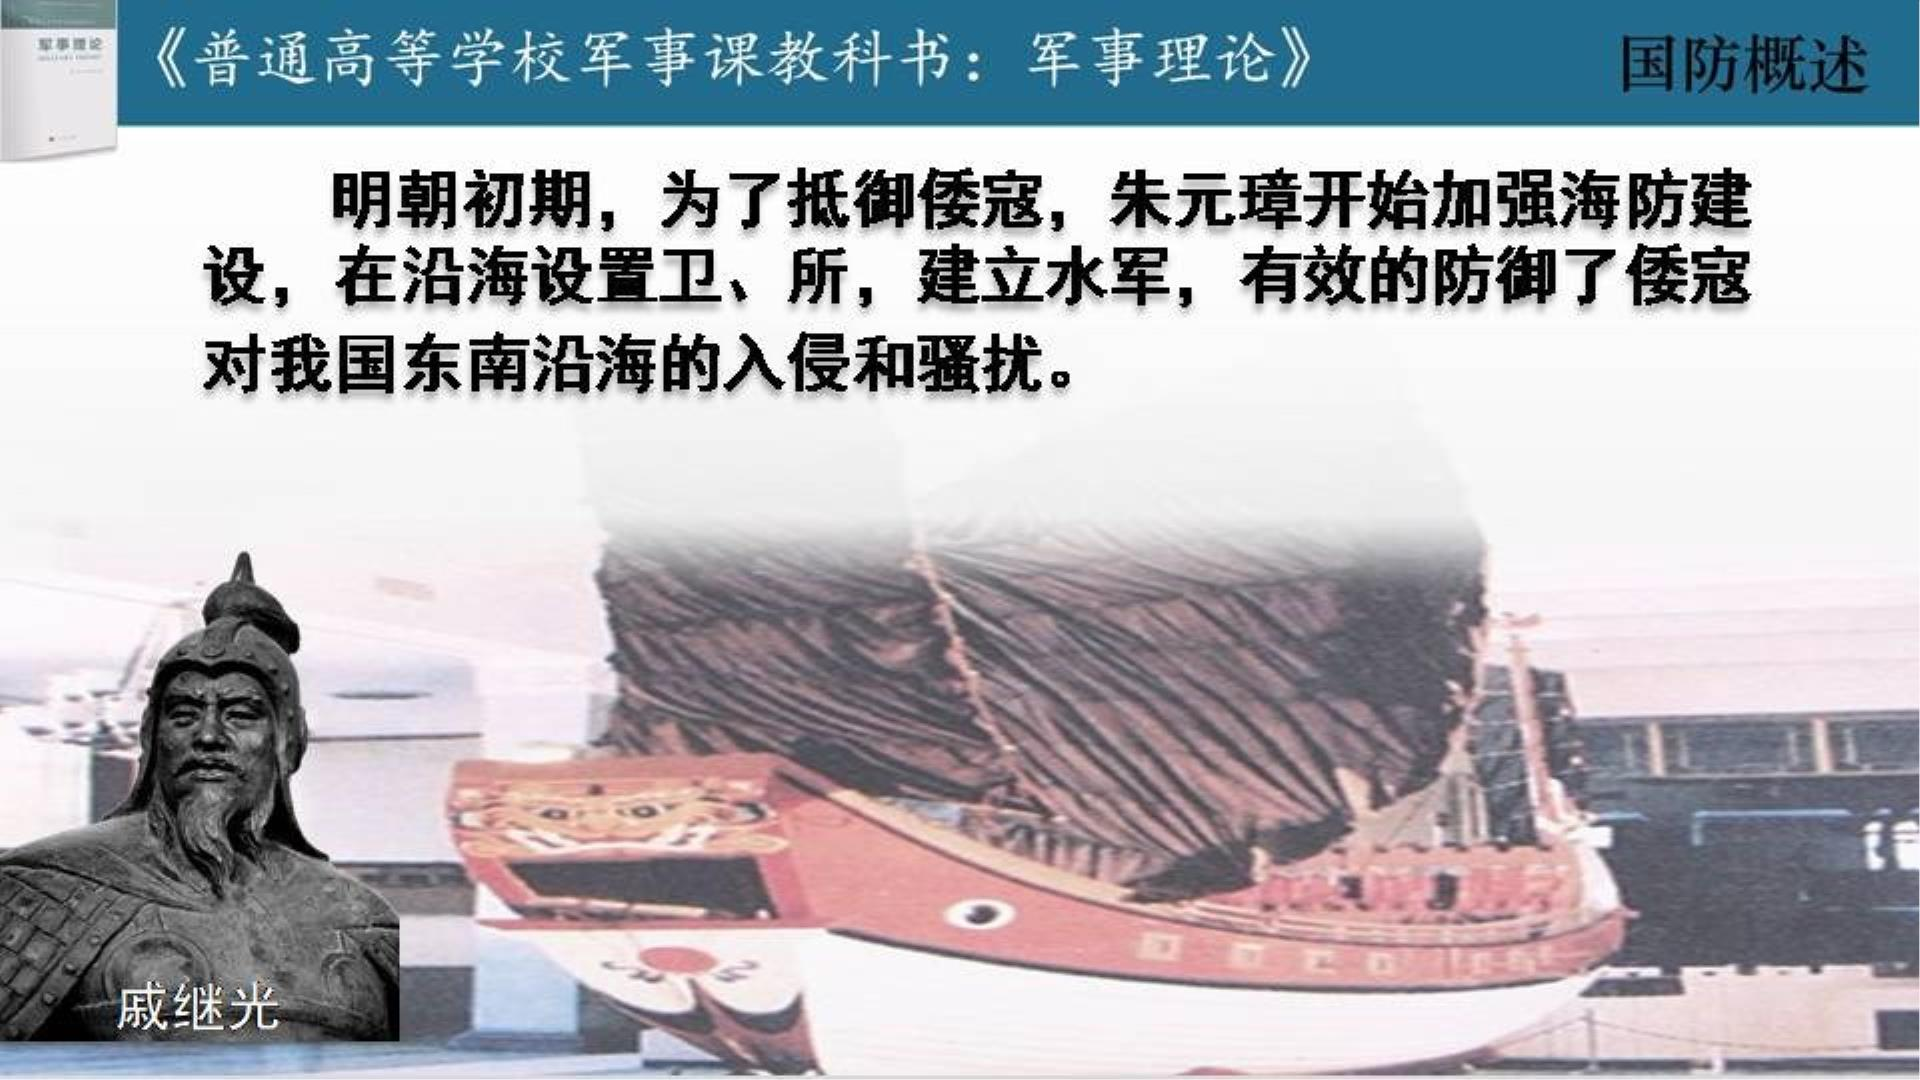 军事理论
《普通高等学校军事课教科书：军事理论》
国防概述
明朝初期，为了抵御倭寇，朱元璋开始加强海防建
设，在沿海设置卫、所，建立水军，有效的防御了倭寇
对我国东南沿海的入侵和骚扰。
戚继光